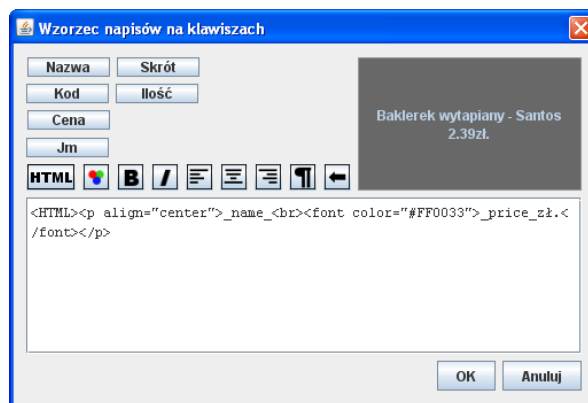 Wzorzec napisów na klawiszach
Nazwa Skrót
Kod Ilość
Cena
Jm
Baklerek wytapiany - Santos
2.39zł.
HTML B I
<HTML><p align="center">_name_<br><font color="#FF0033">_price_zł.<
/font></p>
OK Anuluj